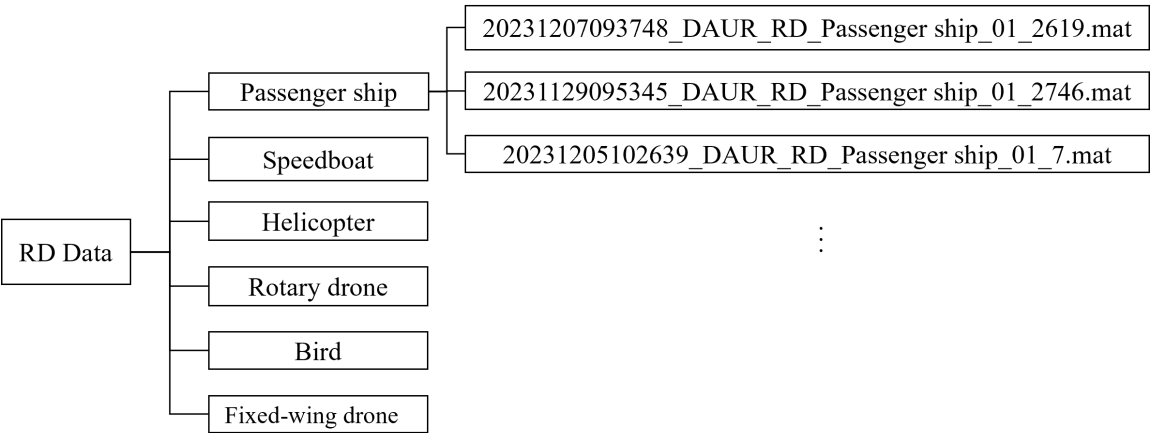 20231207093748_DAUR_RD_Passenger ship_01_2619.mat
Passenger ship
20231129095345_DAUR_RD_Passenger ship_01_2746.mat
Speedboat
20231205102639_DAUR_RD_Passenger ship_01_7.mat
Helicopter
RD Data
Rotary drone
Bird
Fixed-wing drone